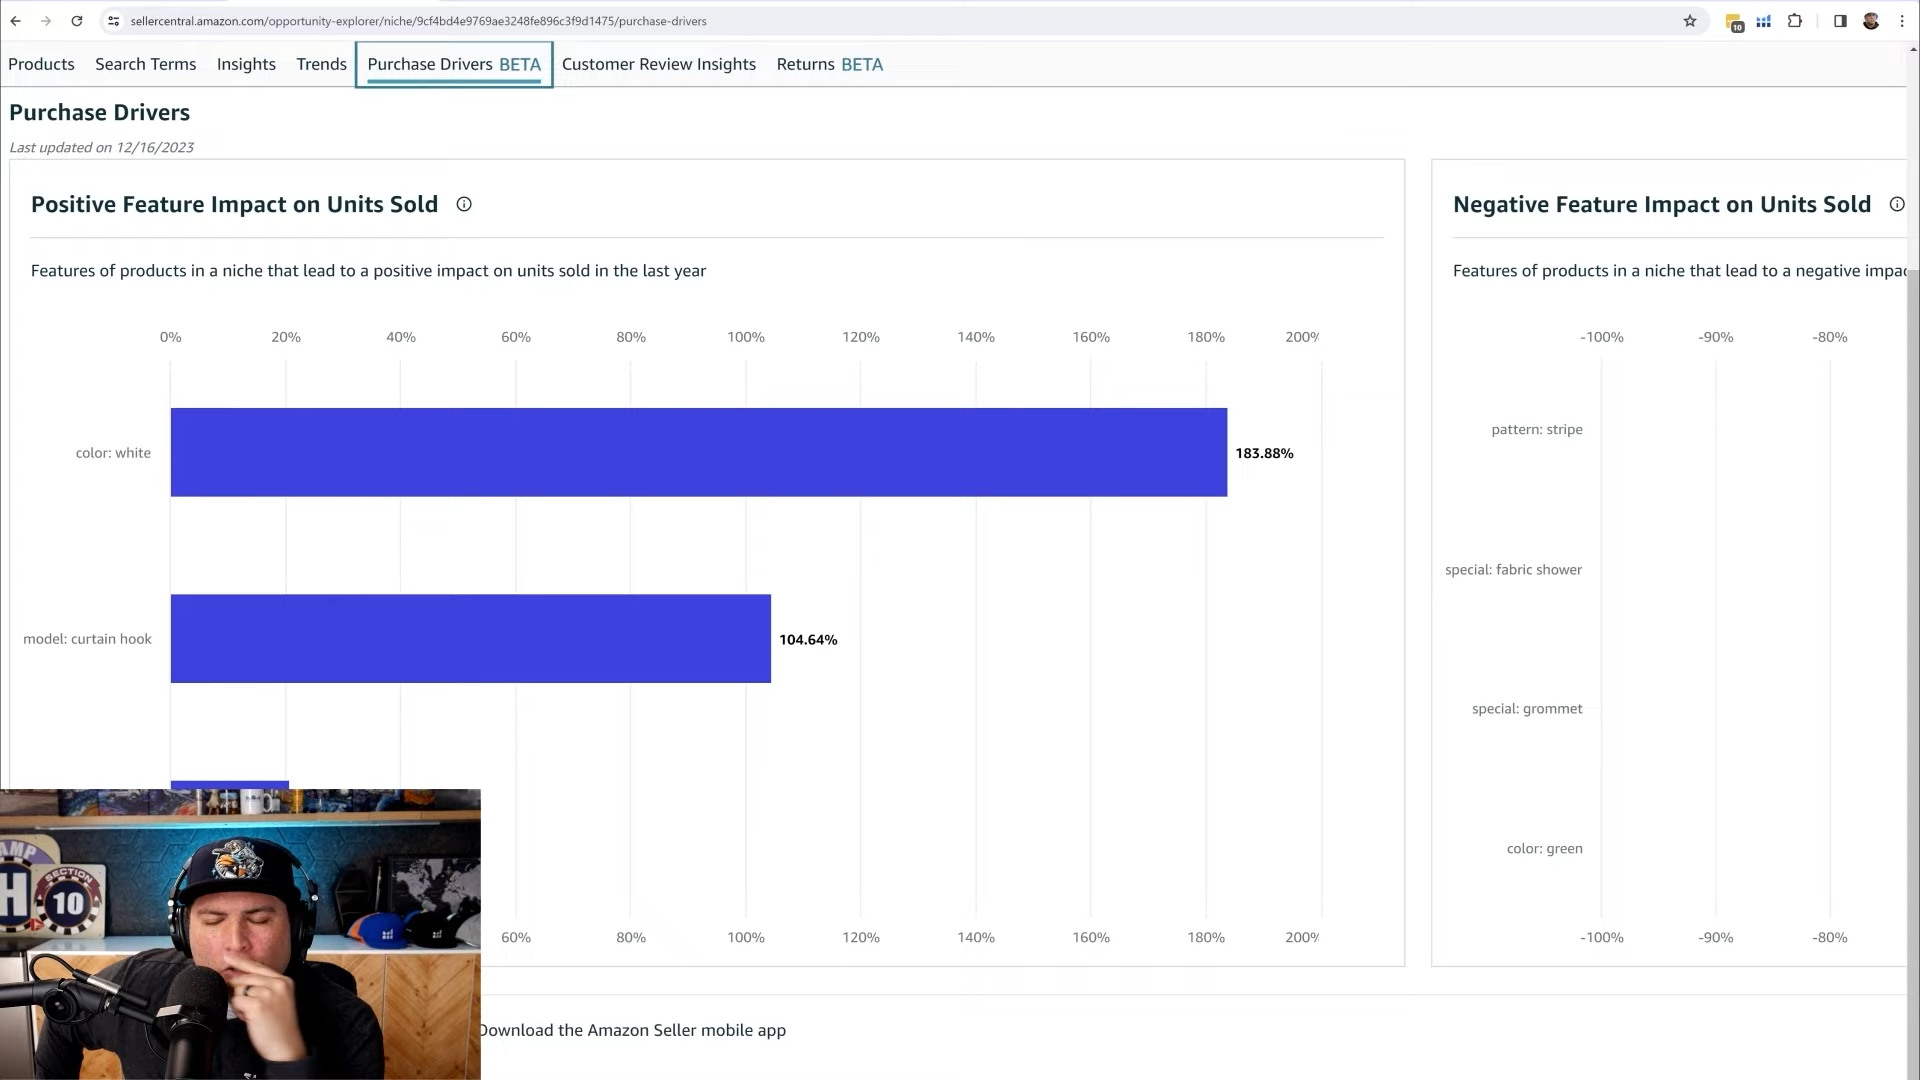 sellercentral.amazon.com/opportunity-explorer/niche/9cf4bd4e9769ae3248fe896c3f9d1475/purchase-drivers
10
Products Search Terms Insights Trends Purchase Drivers BETA Customer Review Insights Returns BETA
Purchase Drivers
Last updated on 12/16/2023
Positive Feature Impact on Units Sold
Features of products in a niche that lead to a positive impact on units sold in the last year
0% 20% 40% 60% 80% 100% 120% 140% 160% 180% 200%
color: white
183.88%
model: curtain hook
104.64%
60% 80% 100% 120% 140% 160% 180% 200%
Negative Feature Impact on Units Sold
Features of products in a niche that lead to a negative impac
-100% -90% -80%
pattern: stripe
special: fabric shower
special: grommet
color: green
-100% -90% -80%
AMP
H
SECTION
10
Download the Amazon Seller mobile app